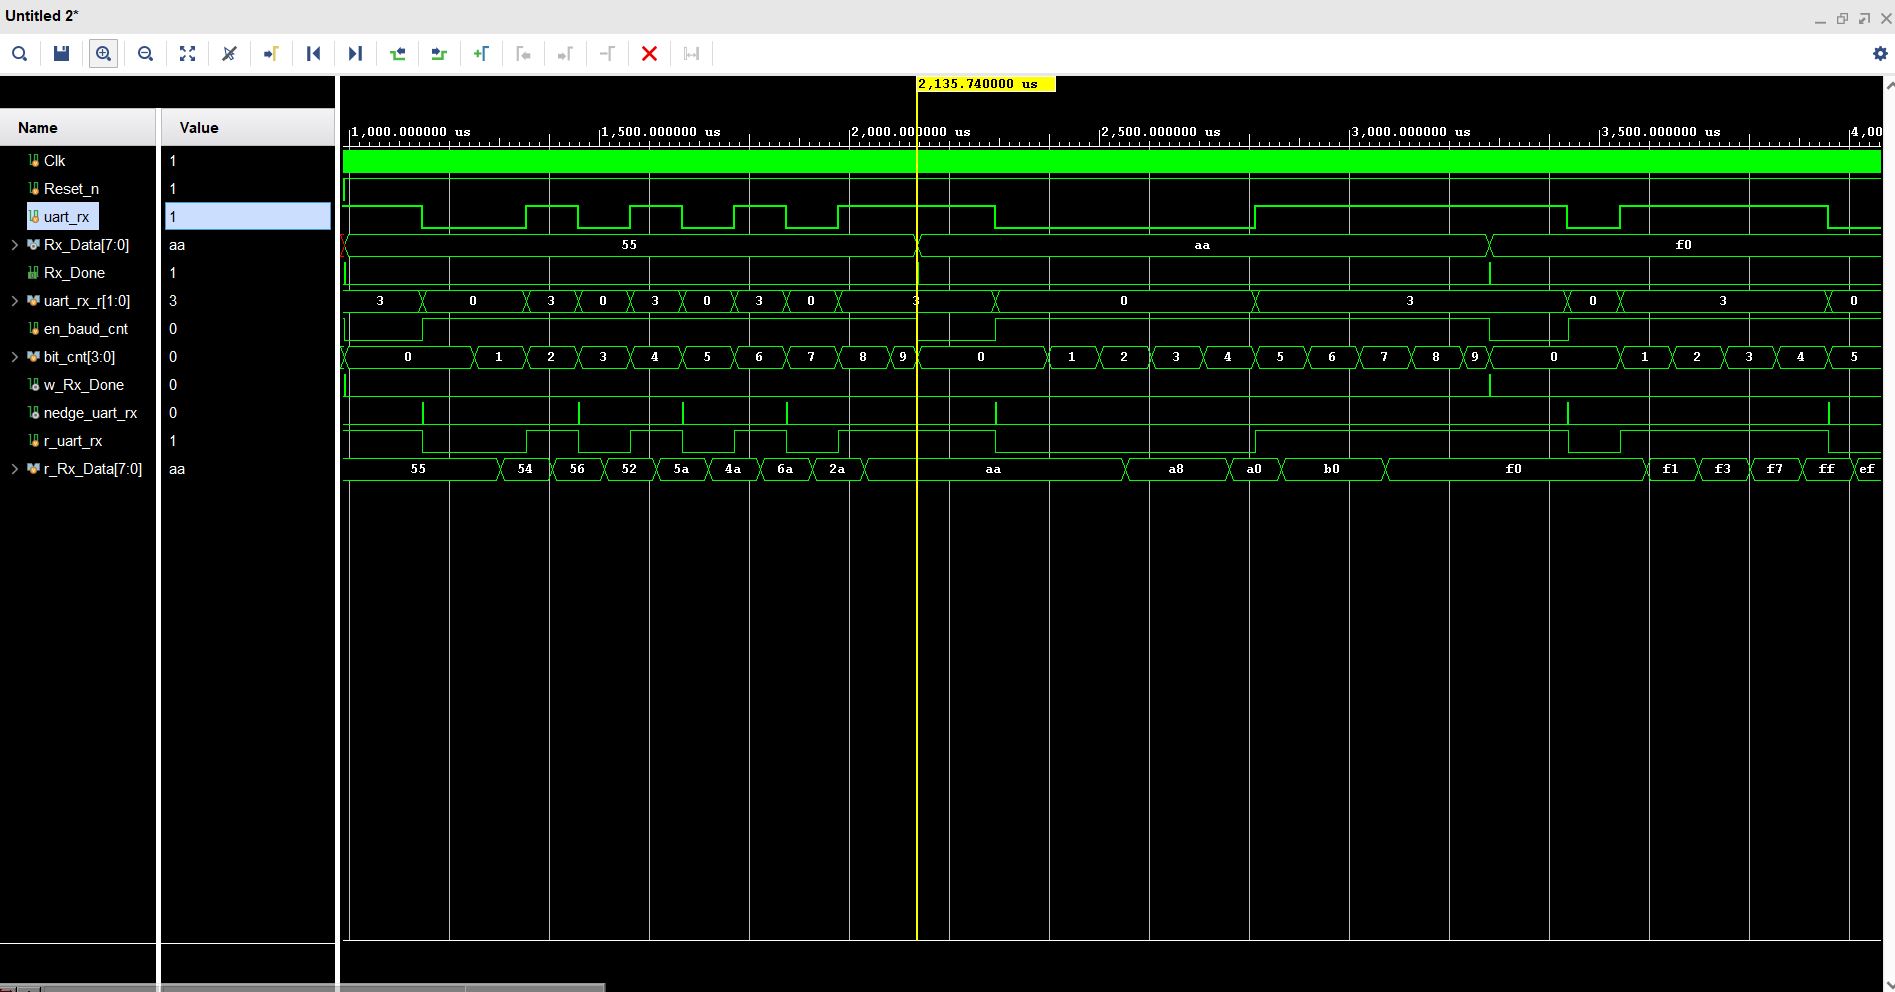 Untitled 2*
2,135.740000 us
Name Value
1,000.000000 us 1,500.000000 us 2,000.000000 us 2,500.000000 us 3,000.000000 us 3,500.000000 us 4,00
Clk 1
Reset_n 1
uart_rx 1
Rx_Data[7:0] aa 55 aa f0
Rx_Done 1
uart_rx_r[1:0] 3 3 0 3 0 3 0 3 0 3 0 3 0 3 0
en_baud_cnt 0
bit_cnt[3:0] 0 0 1 2 3 4 5 6 7 8 9 0 1 2 3 4 5 6 7 8 9 0 1 2 3 4 5
w_Rx_Done 0
nedge_uart_rx 0
r_uart_rx 1
r_Rx_Data[7:0] aa 55 54 56 52 5a 4a 6a 2a aa a8 a0 b0 f0 f1 f3 f7 ff ef